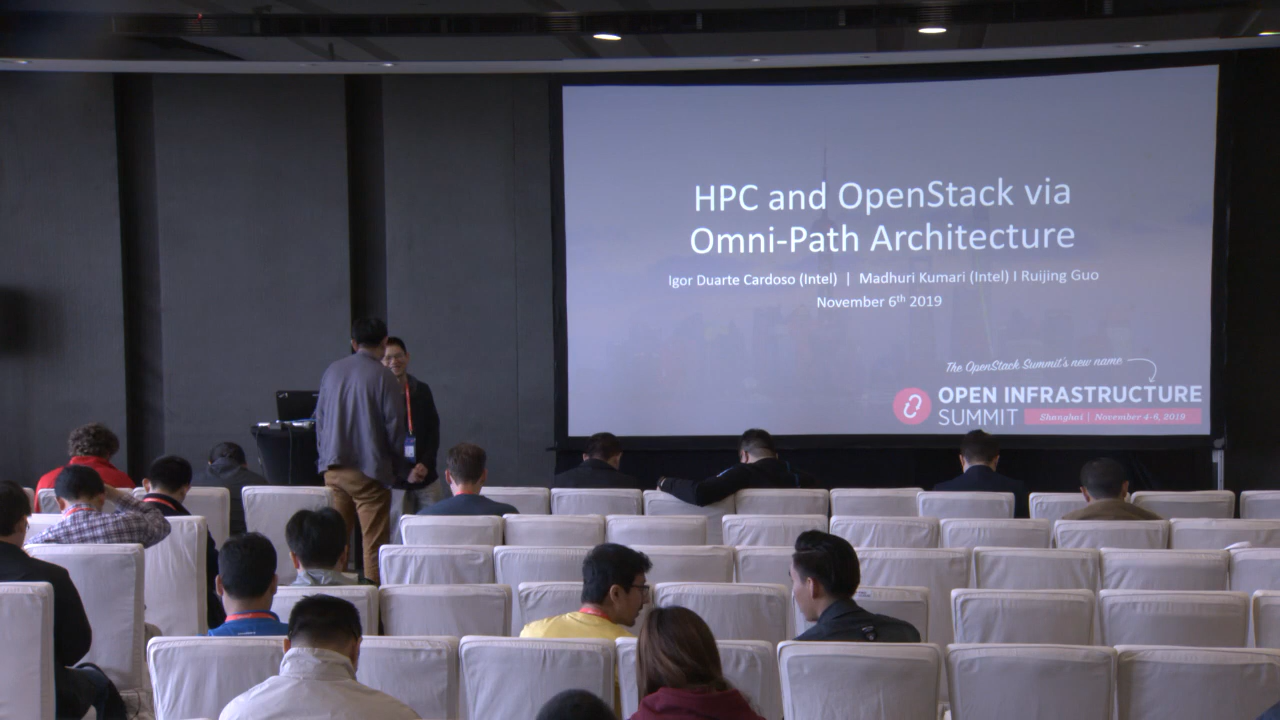 HPC and OpenStack via
Omni-Path Architecture
Igor Duarte Cardoso (Intel) | Madhuri Kumari (Intel) I Ruijing Guo
November 6th 2019
The OpenStack Summit's new name
OPEN INFRASTRUCTURE
SUMMIT
Shanghai | November 4-6, 2019